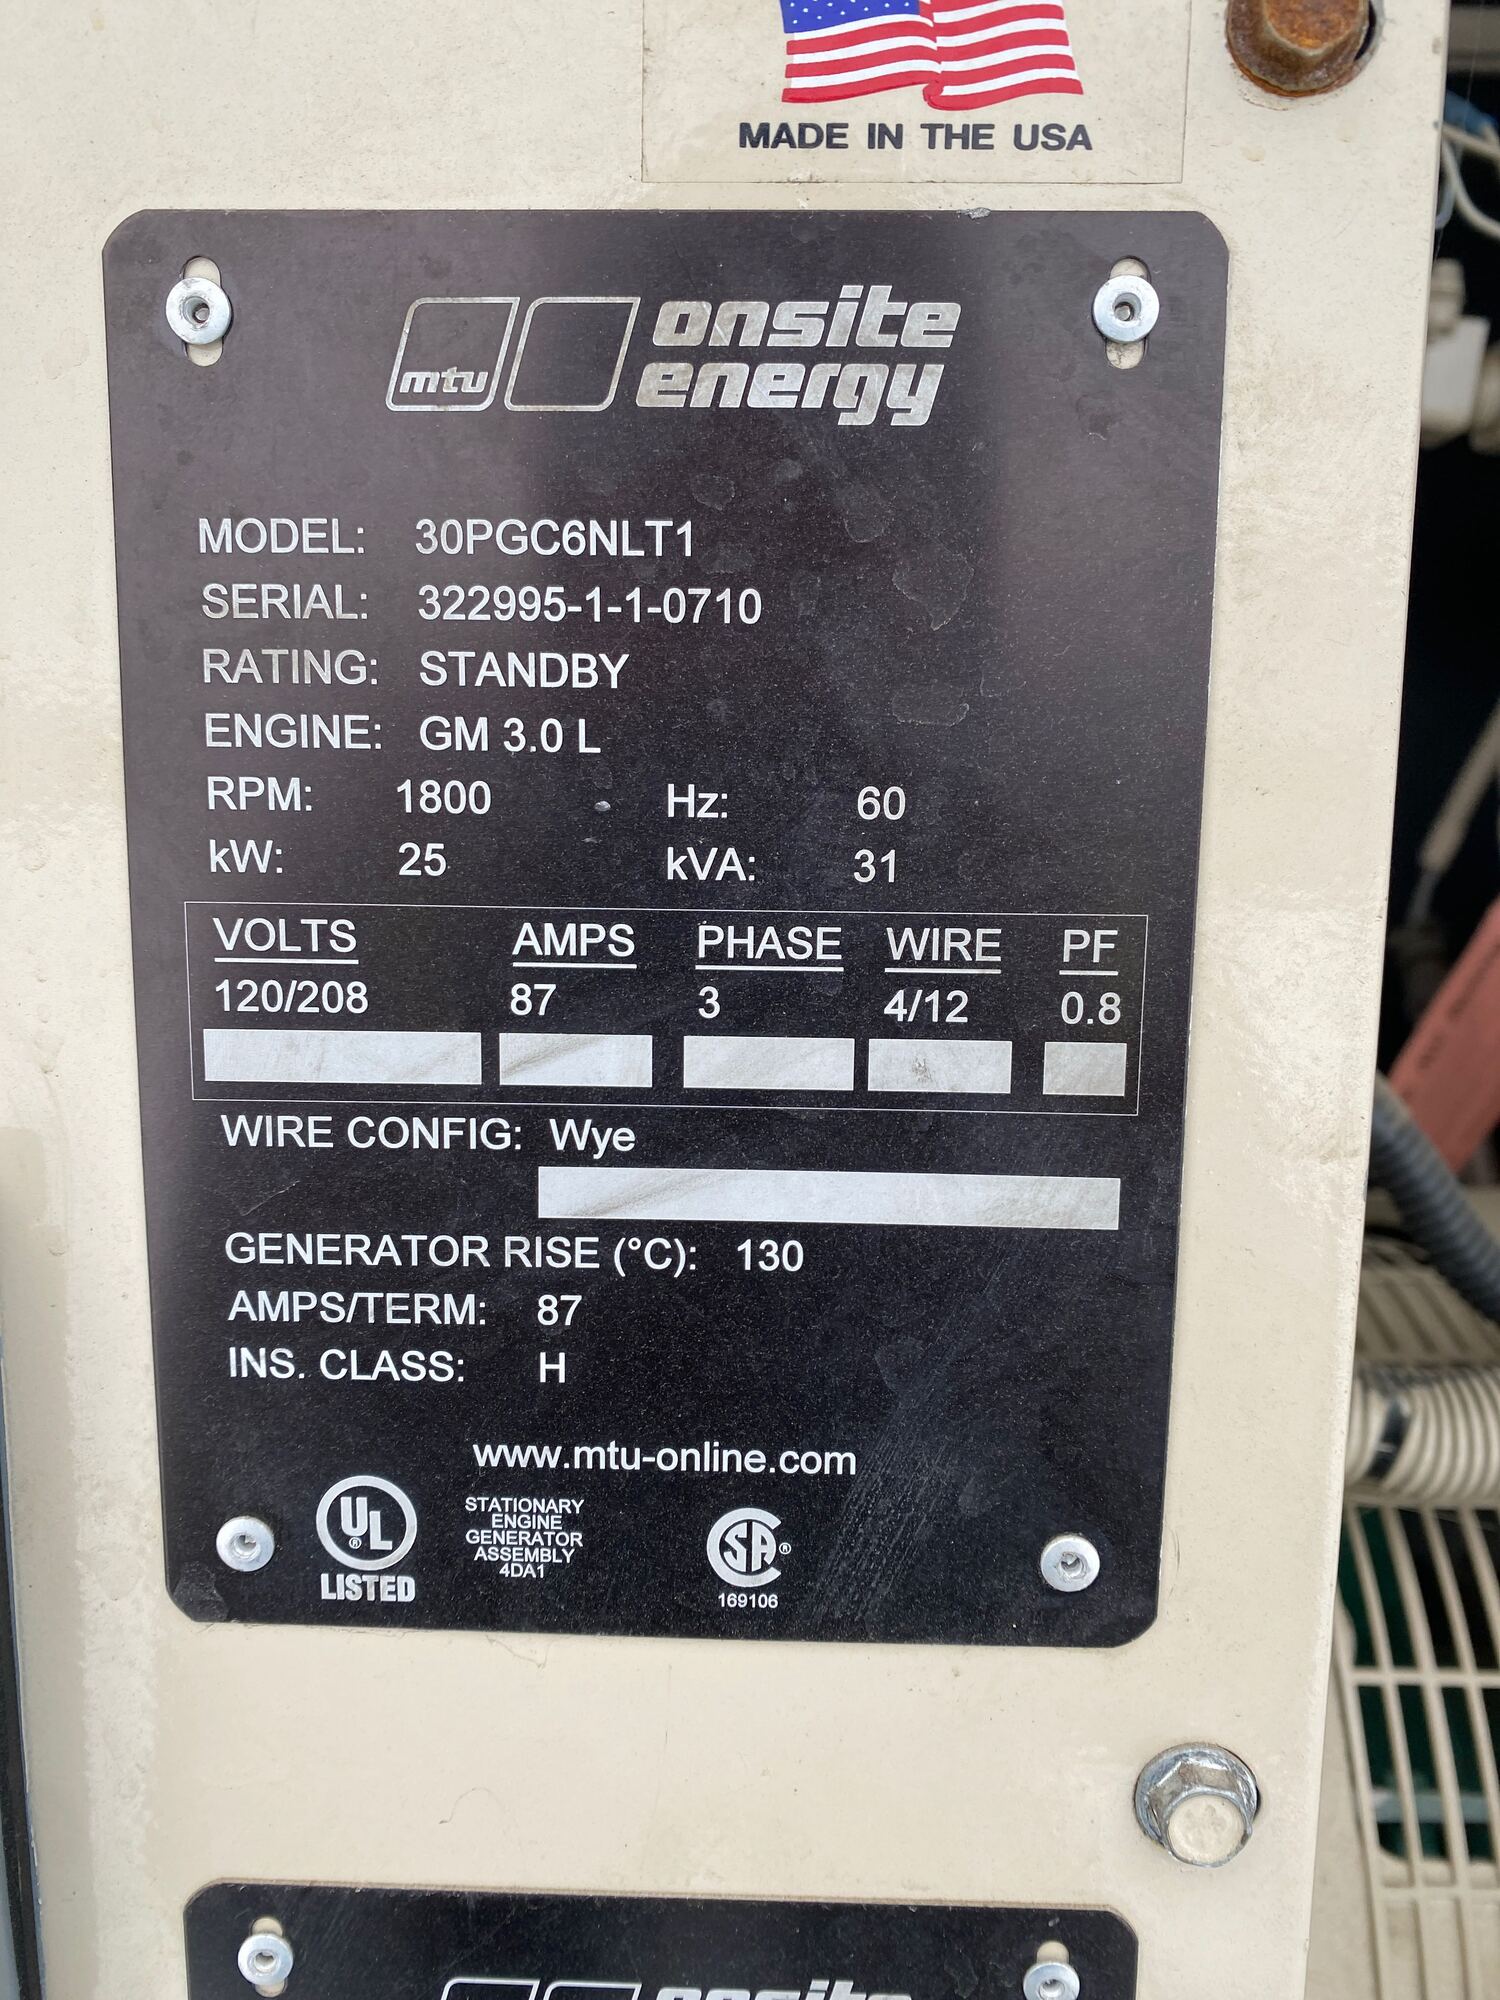 MADE IN THE USA
mtu onsite energy
MODEL: 30PGC6NLT1
SERIAL: 322995-1-1-0710
RATING: STANDBY
ENGINE: GM 3.0 L
RPM: 1800 Hz: 60
kW: 25 kVA: 31
VOLTS AMPS PHASE WIRE PF
120/208 87 3 4/12 0.8
WIRE CONFIG: Wye
GENERATOR RISE (°C): 130
AMPS/TERM: 87
INS. CLASS: H
www.mtu-online.com
UL ®
LISTED
STATIONARY
ENGINE
GENERATOR
ASSEMBLY
4DA1
CSA ®
169106
onsite